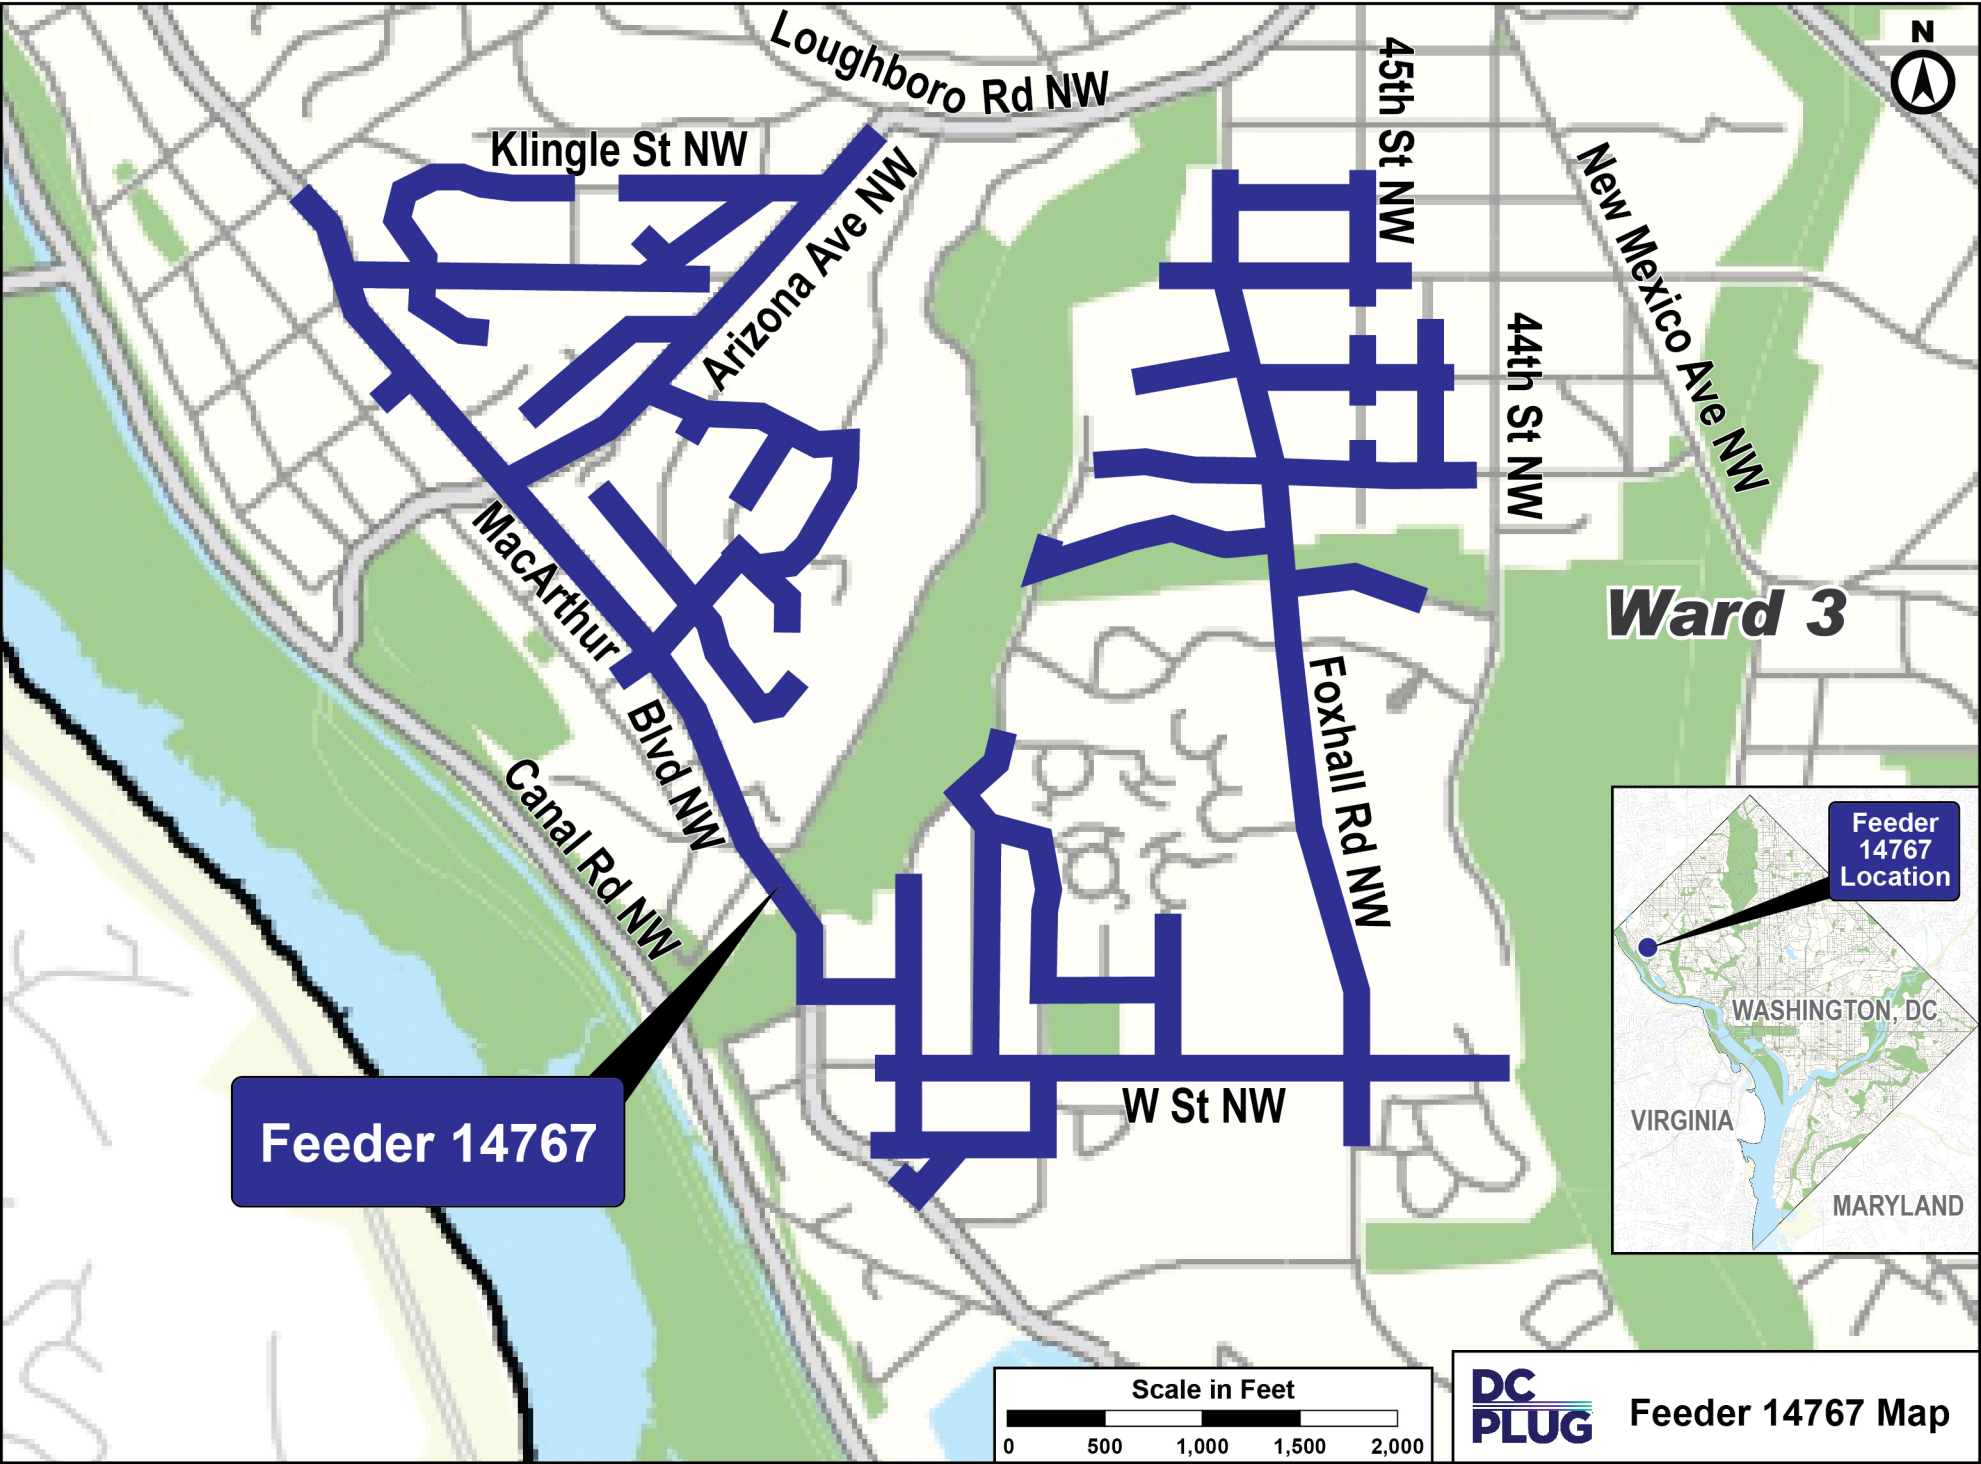 Loughboro Rd NW
N
45th St NW
Klingle St NW
New Mexico Ave NW
Arizona Ave NW
44th St NW
MacArthur Blvd NW
Ward 3
Foxhall Rd NW
Canal Rd NW
Feeder
14767
Location
WASHINGTON, DC
VIRGINIA
MARYLAND
W St NW
Feeder 14767
Scale in Feet
0 500 1,000 1,500 2,000
DC
PLUG
Feeder 14767 Map